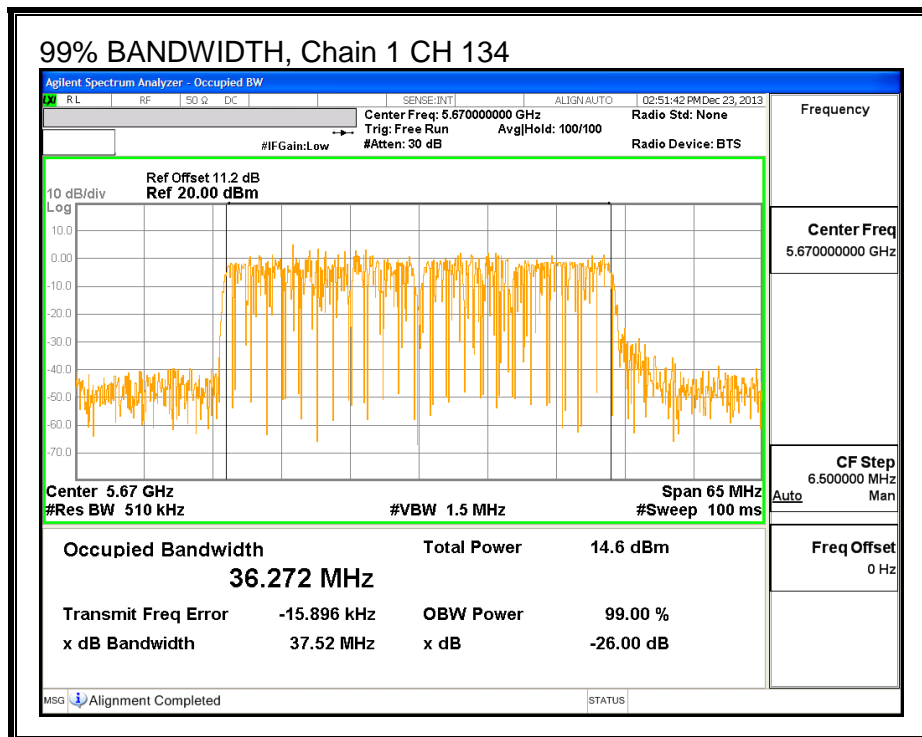 99% BANDWIDTH, Chain 1 CH 134
Agilent Spectrum Analyzer - Occupied BW
LXI RL RF 50 Ω DC SENSE:INT ALIGN AUTO 02:51:42 PM Dec 23, 2013
Center Freq: 5.670000000 GHz Radio Std: None
Trig: Free Run Avg|Hold: 100/100
#IFGain:Low #Atten: 30 dB Radio Device: BTS
Frequency
Ref Offset 11.2 dB
10 dB/div Ref 20.00 dBm
Log
10.0
0.00
-10.0
-20.0
-30.0
-40.0
-50.0
-60.0
-70.0
Center 5.67 GHz Span 65 MHz
#Res BW 510 kHz #VBW 1.5 MHz #Sweep 100 ms
Center Freq
5.670000000 GHz
CF Step
6.500000 MHz
Auto Man
Freq Offset
0 Hz
Occupied Bandwidth Total Power 14.6 dBm
36.272 MHz
Transmit Freq Error -15.896 kHz OBW Power 99.00 %
x dB Bandwidth 37.52 MHz x dB -26.00 dB
MSG Alignment Completed STATUS